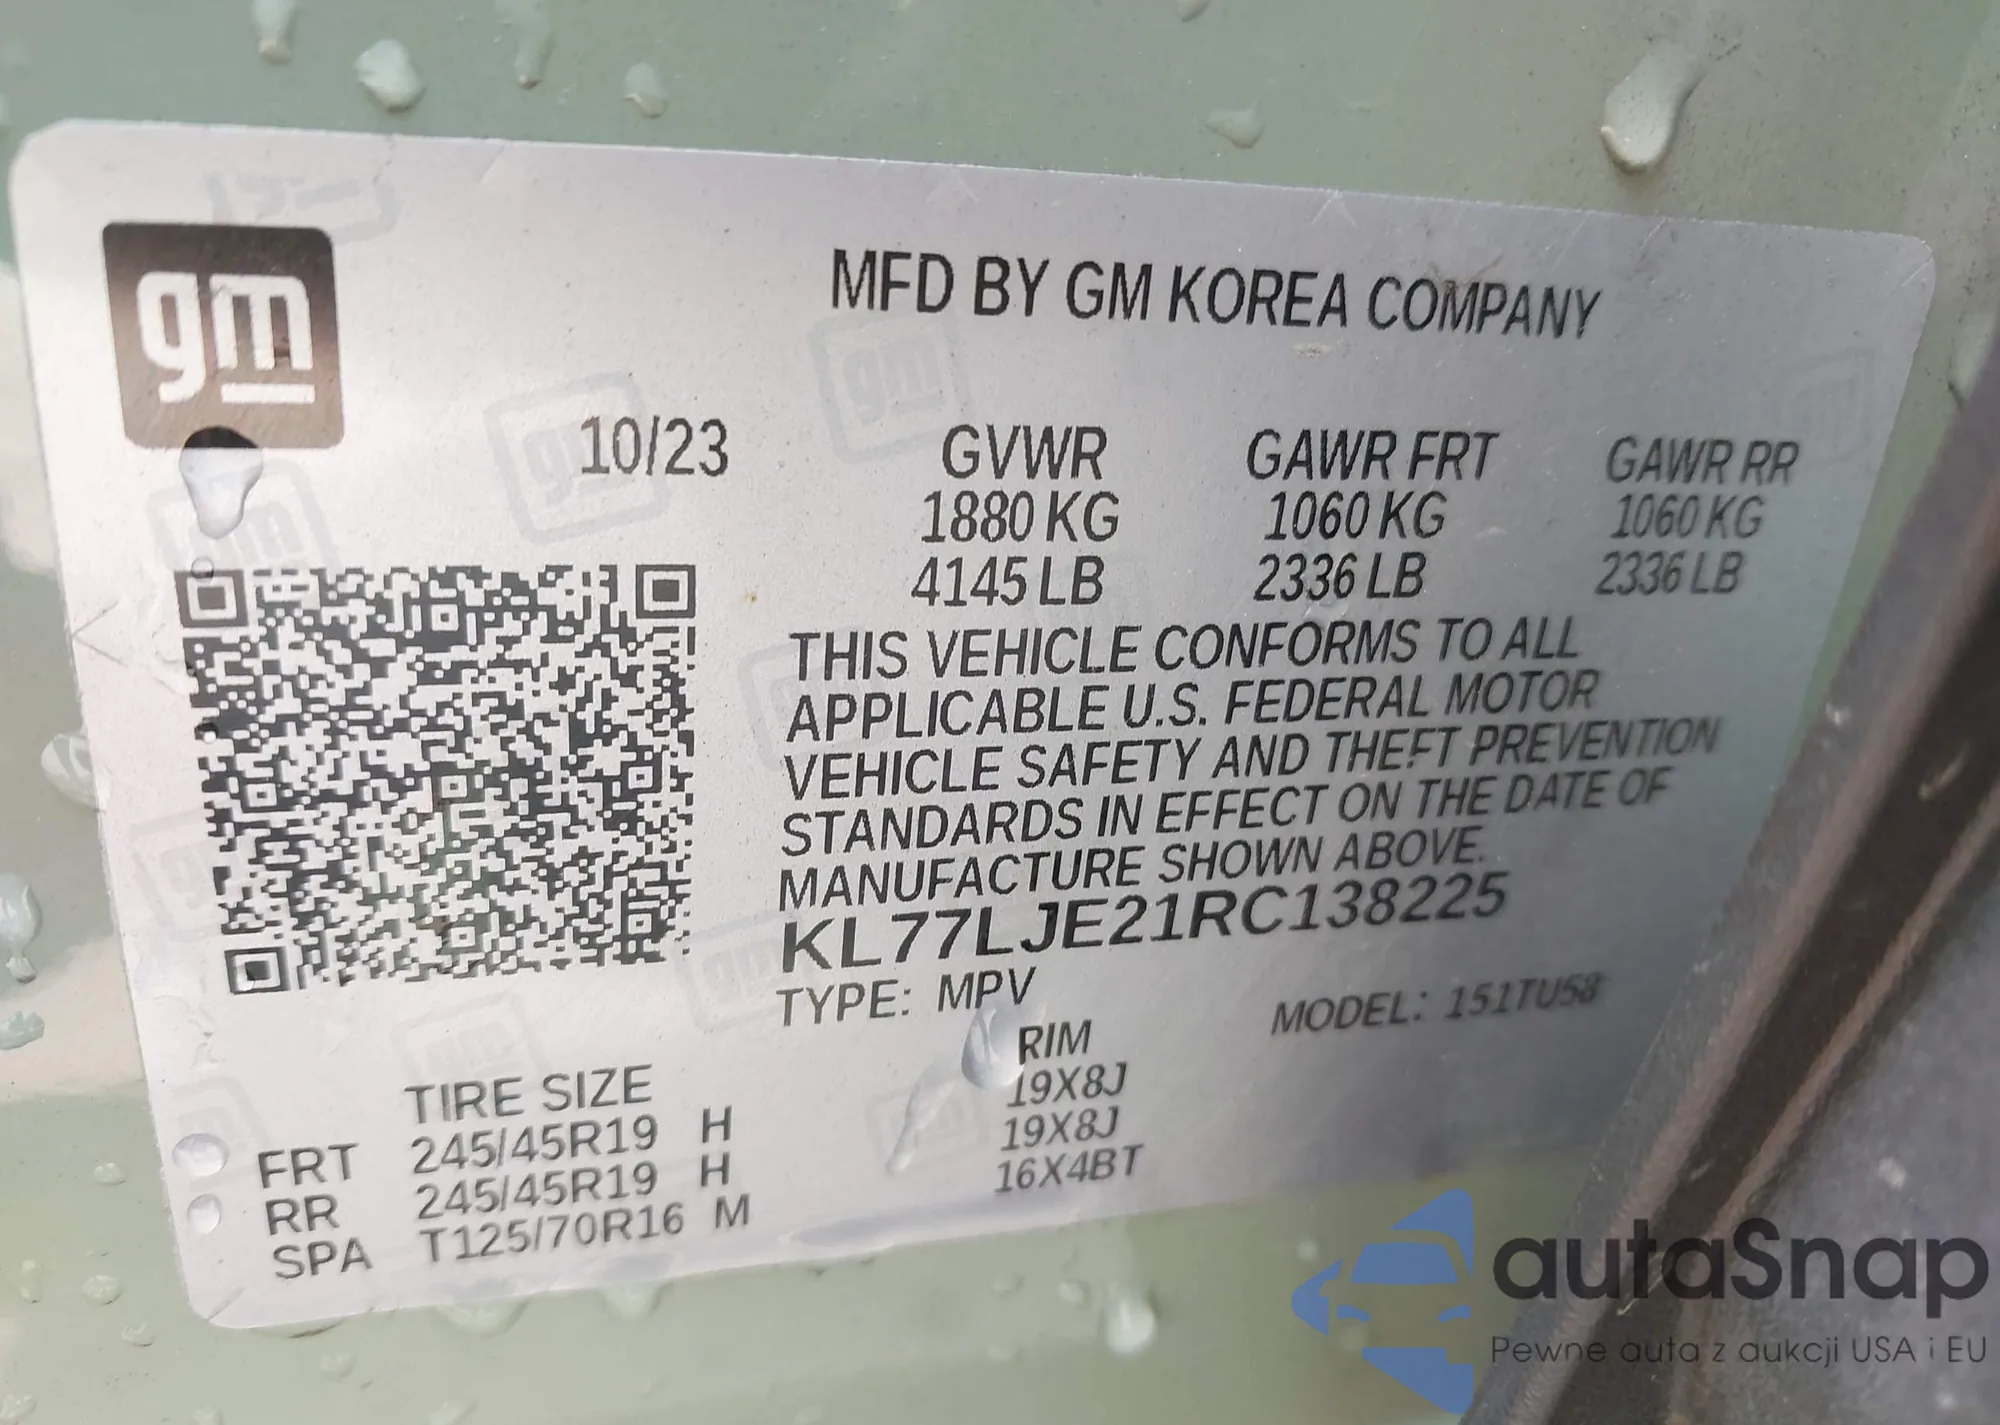 gm
MFD BY GM KOREA COMPANY
10/23
GVWR GAWR FRT GAWR RR
1880 KG 1060 KG 1060 KG
4145 LB 2336 LB 2336 LB
THIS VEHICLE CONFORMS TO ALL
APPLICABLE U.S. FEDERAL MOTOR
VEHICLE SAFETY AND THEFT PREVENTION
STANDARDS IN EFFECT ON THE DATE OF
MANUFACTURE SHOWN ABOVE.
KL77LJE21RC138225
TYPE: MPV MODEL: 151TU58
TIRE SIZE RIM
FRT 245/45R19 H 19X8J
RR 245/45R19 H 19X8J
SPA T125/70R16 M 16X4BT
autaSnap
Pewne auta z aukcji USA i EU